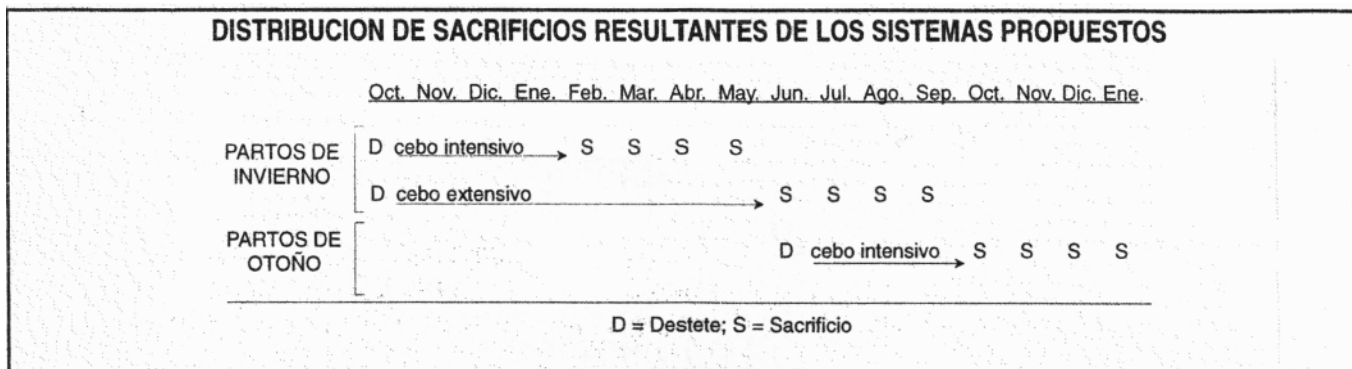 DISTRIBUCION DE SACRIFICIOS RESULTANTES DE LOS SISTEMAS PROPUESTOS
Oct. Nov. Dic. Ene. Feb. Mar. Abr. May. Jun. Jul. Ago. Sep. Oct. Nov. Dic. Ene.
PARTOS DE
INVIERNO
D cebo intensivo S S S S
D cebo extensivo S S S S
PARTOS DE
OTOÑO
D cebo intensivo S S S S
D = Destete; S = Sacrificio